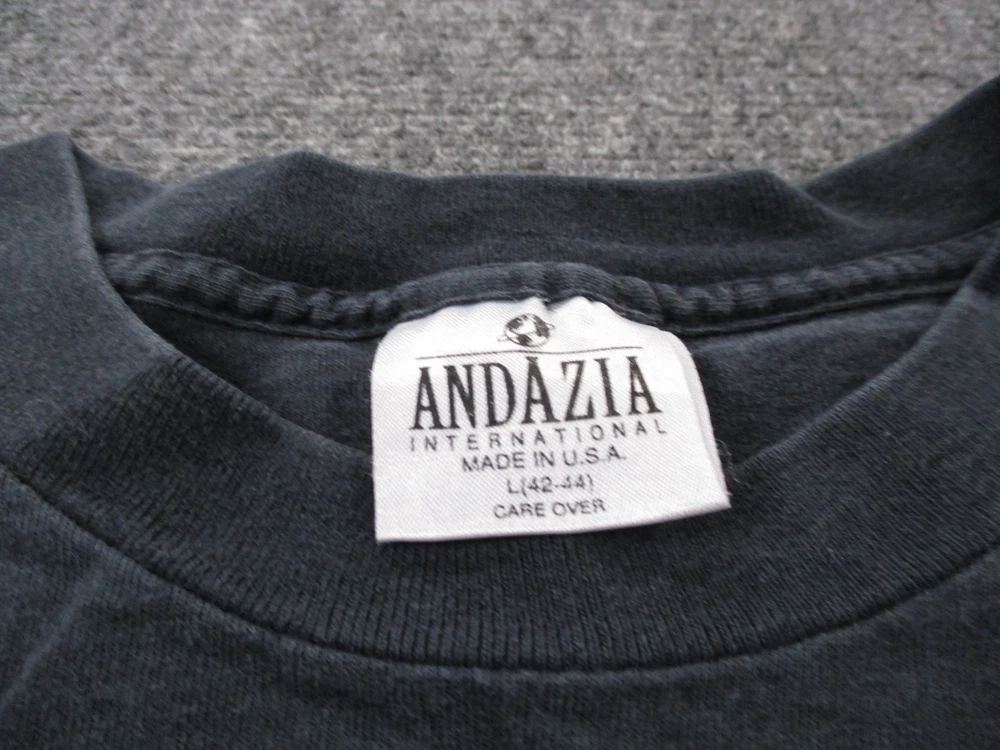 ANDAZIA
INTERNATIONAL
MADE IN U.S.A.
L(42-44)
CARE OVER